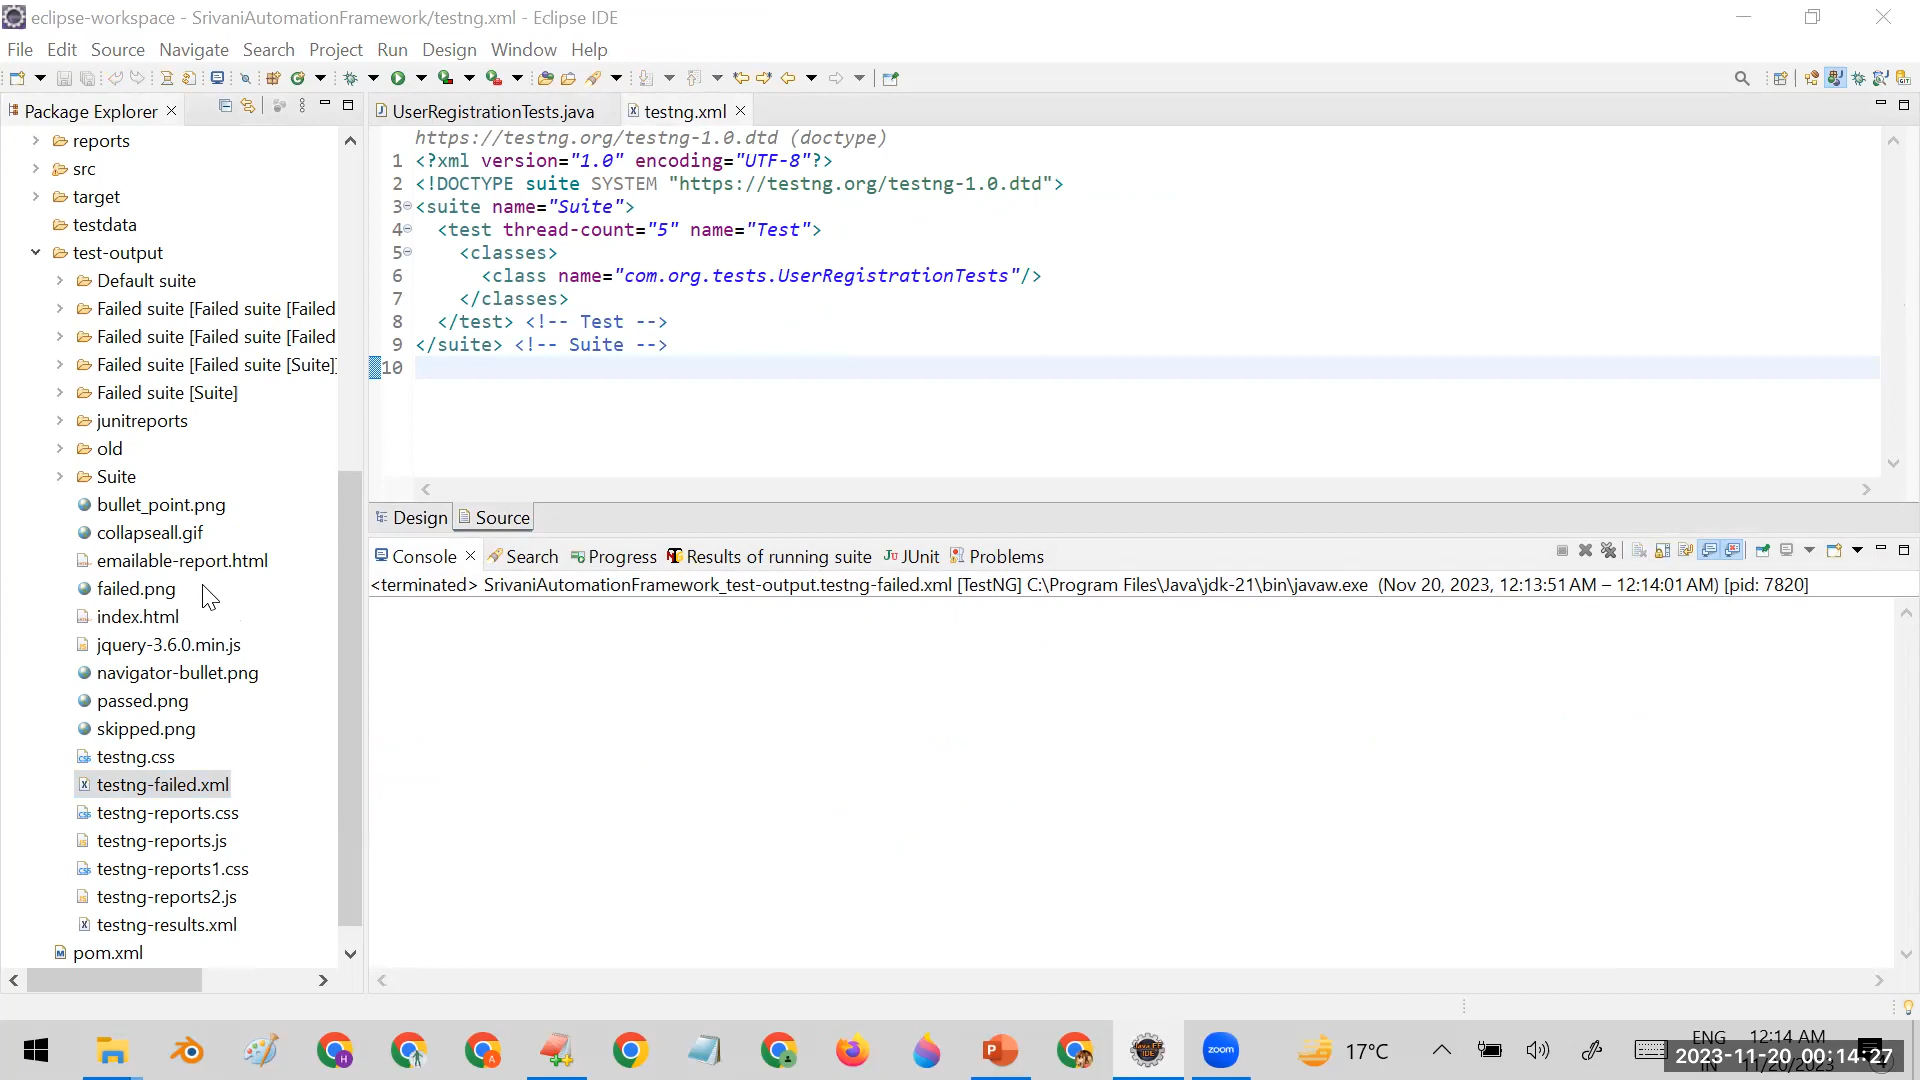 eclipse-workspace - SrivaniAutomationFramework/testng.xml - Eclipse IDE
File Edit Source Navigate Search Project Run Design Window Help
Package Explorer
reports
src
target
testdata
test-output
Default suite
Failed suite [Failed suite [Failed
Failed suite [Failed suite [Failed
Failed suite [Failed suite [Suite]]
Failed suite [Suite]
junitreports
old
Suite
bullet_point.png
collapseall.gif
emailable-report.html
failed.png
index.html
jquery-3.6.0.min.js
navigator-bullet.png
passed.png
skipped.png
testng.css
testng-failed.xml
testng-reports.css
testng-reports.js
testng-reports1.css
testng-reports2.js
testng-results.xml
pom.xml
UserRegistrationTests.java testng.xml
https://testng.org/testng-1.0.dtd (doctype)
1 <?xml version="1.0" encoding="UTF-8"?>
2 <!DOCTYPE suite SYSTEM "https://testng.org/testng-1.0.dtd">
3 <suite name="Suite">
4 <test thread-count="5" name="Test">
5 <classes>
6 <class name="com.org.tests.UserRegistrationTests"/>
7 </classes>
8 </test> <!-- Test -->
9 </suite> <!-- Suite -->
10
Design Source
Console Search Progress Results of running suite JUnit Problems
<terminated> SrivaniAutomationFramework_test-output.testng-failed.xml [TestNG] C:\Program Files\Java\jdk-21\bin\javaw.exe (Nov 20, 2023, 12:13:51 AM – 12:14:01 AM) [pid: 7820]
zoom
17°C
ENG
12:14 AM
2023-11-20 00:14:27